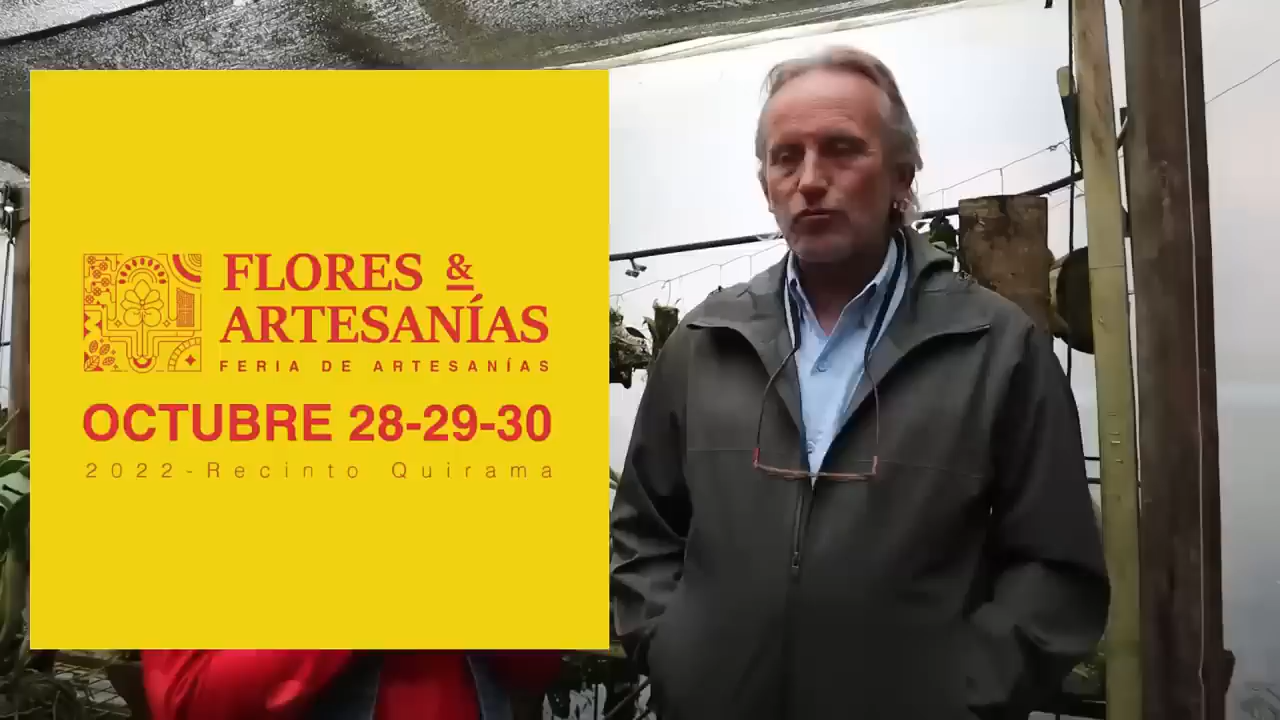 FLORES &
ARTESANÍAS
FERIA DE ARTESANÍAS
OCTUBRE 28-29-30
2022-Recinto Quirama